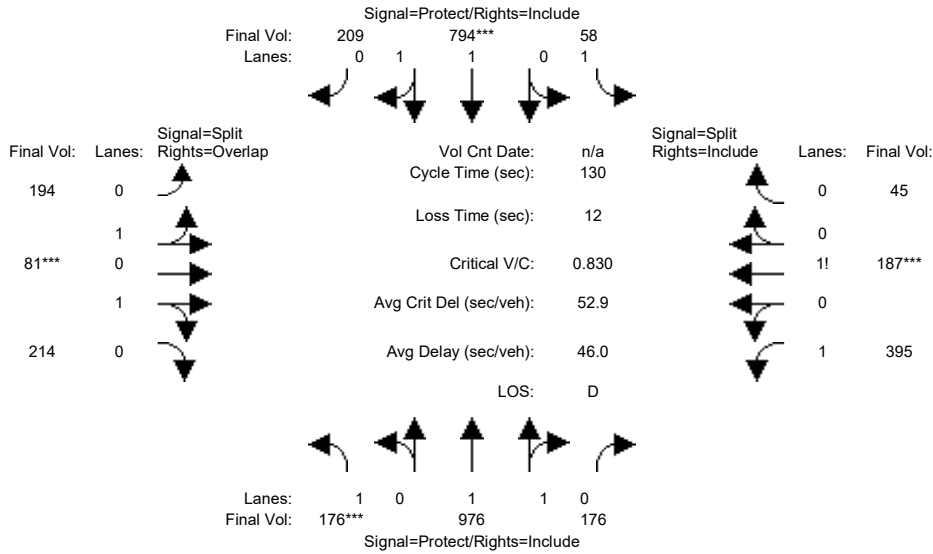 Signal=Protect/Rights=Include
Final Vol: 209 794*** 58
Lanes: 0 1 1 0 1
Signal=Split Signal=Split
Final Vol: Lanes: Rights=Overlap Vol Cnt Date: n/a Rights=Include Lanes: Final Vol:
Cycle Time (sec): 130
194 0 0 45
Loss Time (sec): 12
1 0
81*** 0 Critical V/C: 0.830 1! 187***
1 Avg Crit Del (sec/veh): 52.9 0
214 0 Avg Delay (sec/veh): 46.0 1 395
LOS: D
Lanes: 1 0 1 1 0
Final Vol: 176*** 976 176
Signal=Protect/Rights=Include